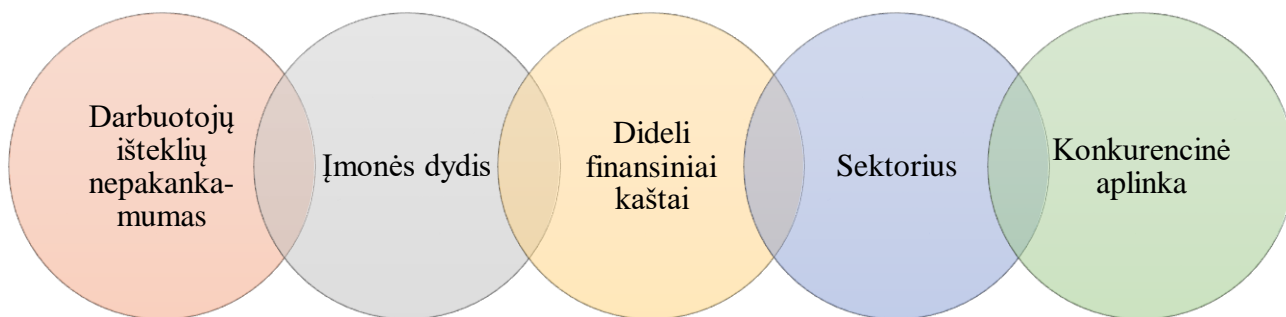 Darbuotojų
išteklių
nepakanka-
mumas
Įmonės dydis
Dideli
finansiniai
kaštai
Sektorius
Konkurencinė
aplinka